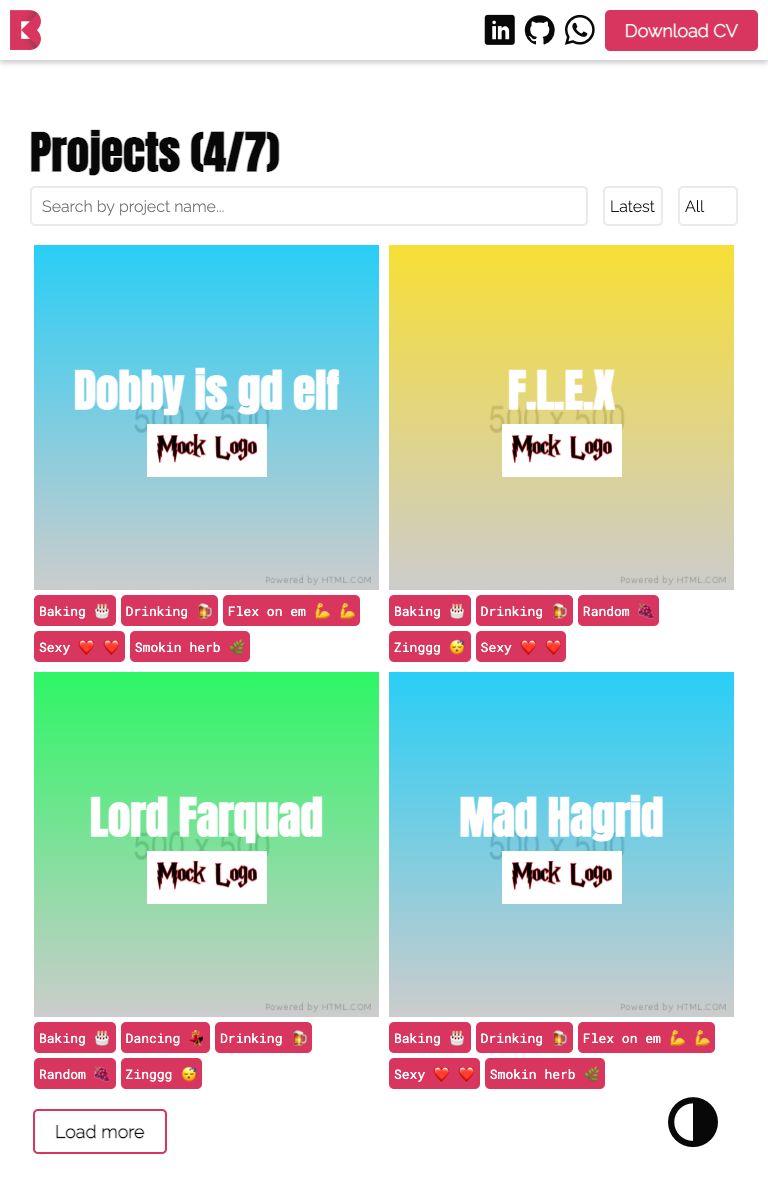 Download CV
Projects (4/7)
Search by project name...
Latest
All
Dobby is gd elf
500 x 500
Mock Logo
Powered by HTML.COM
F.L.E.X
500 x 500
Mock Logo
Powered by HTML.COM
Baking 🎂 Drinking 🍺 Flex on em 💪 💪
Sexy ❤️ ❤️ Smokin herb 🌿
Baking 🎂 Drinking 🍺 Random 🍇
Zinggg 😴 Sexy ❤️ ❤️
Lord Farquad
500 x 500
Mock Logo
Powered by HTML.COM
Mad Hagrid
500 x 500
Mock Logo
Powered by HTML.COM
Baking 🎂 Dancing 💃 Drinking 🍺
Random 🍇 Zinggg 😴
Baking 🎂 Drinking 🍺 Flex on em 💪 💪
Sexy ❤️ ❤️ Smokin herb 🌿
Load more